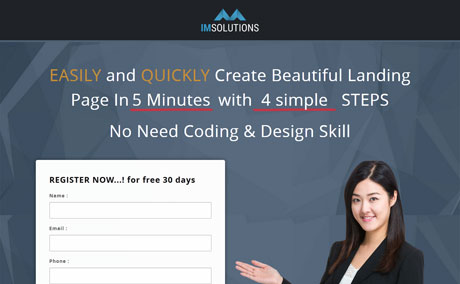 IMSOLUTIONS
EASILY and QUICKLY Create Beautiful Landing
Page In 5 Minutes with 4 simple STEPS
No Need Coding & Design Skill
REGISTER NOW...! for free 30 days
Name :
Email :
Phone :